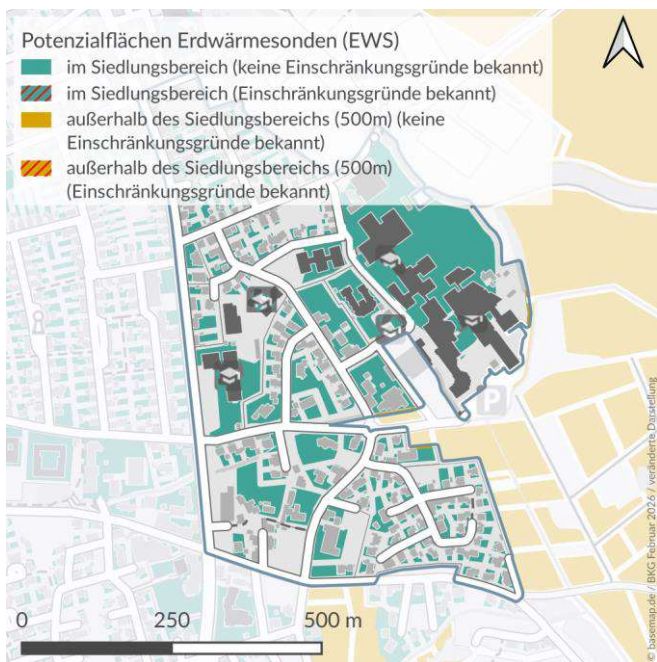 Potenzialflächen Erdwärmesonden (EWS)
im Siedlungsbereich (keine Einschränkungsgründe bekannt)
im Siedlungsbereich (Einschränkungsgründe bekannt)
außerhalb des Siedlungsbereichs (500m) (keine
Einschränkungsgründe bekannt)
außerhalb des Siedlungsbereichs (500m)
(Einschränkungsgründe bekannt)
P
0 250 500 m
© basemap.de / BKG Februar 2026 / veränderte Darstellung